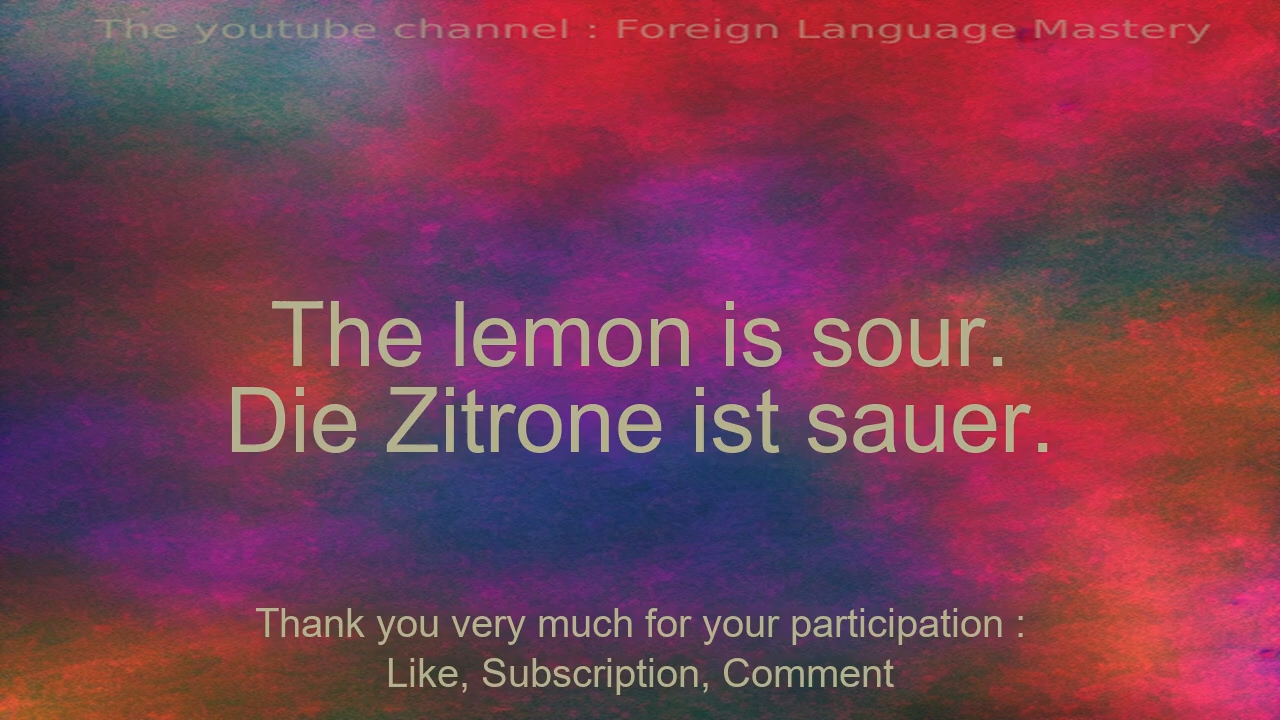 The youtube channel : Foreign Language Mastery
The lemon is sour.
Die Zitrone ist sauer.
Thank you very much for your participation :
Like, Subscription, Comment